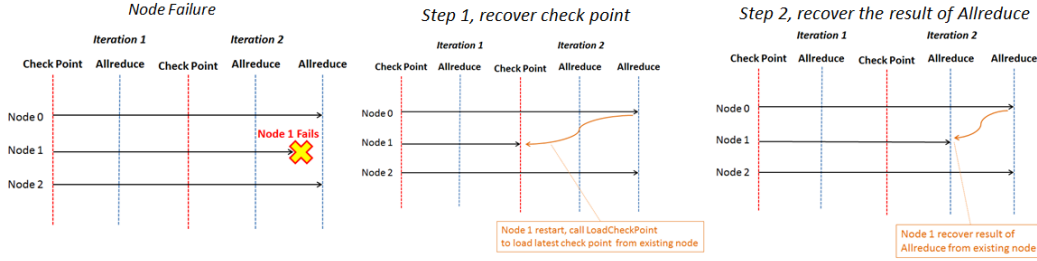 Node Failure
Iteration 1 Iteration 2
Check Point Allreduce Check Point Allreduce Allreduce
Node 0
Node 1 Fails
Node 1
Node 2
Step 1, recover check point
Iteration 1 Iteration 2
Check Point Allreduce Check Point Allreduce Allreduce
Node 0
Node 1
Node 2
Node 1 restart, call LoadCheckPoint
to load latest check point from existing node
Step 2, recover the result of Allreduce
Iteration 1 Iteration 2
Check Point Allreduce Check Point Allreduce Allreduce
Node 0
Node 1
Node 2
Node 1 recover result of
Allreduce from existing node